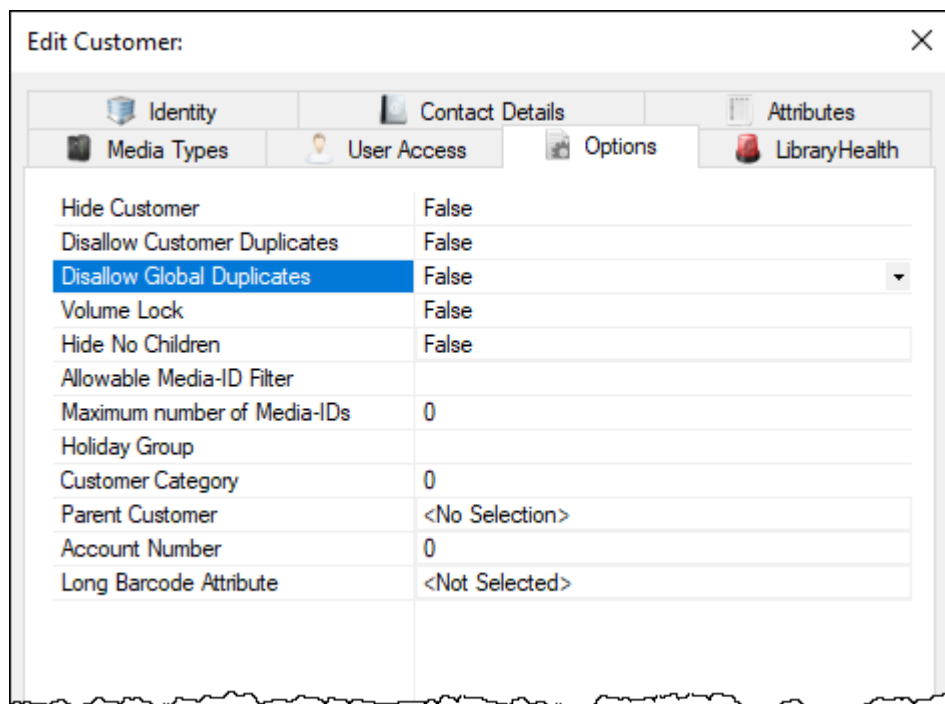 Edit Customer:
Identity Contact Details Attributes
Media Types User Access Options LibraryHealth
Hide Customer False
Disallow Customer Duplicates False
Disallow Global Duplicates False
Volume Lock False
Hide No Children False
Allowable Media-ID Filter
Maximum number of Media-IDs 0
Holiday Group
Customer Category 0
Parent Customer <No Selection>
Account Number 0
Long Barcode Attribute <Not Selected>